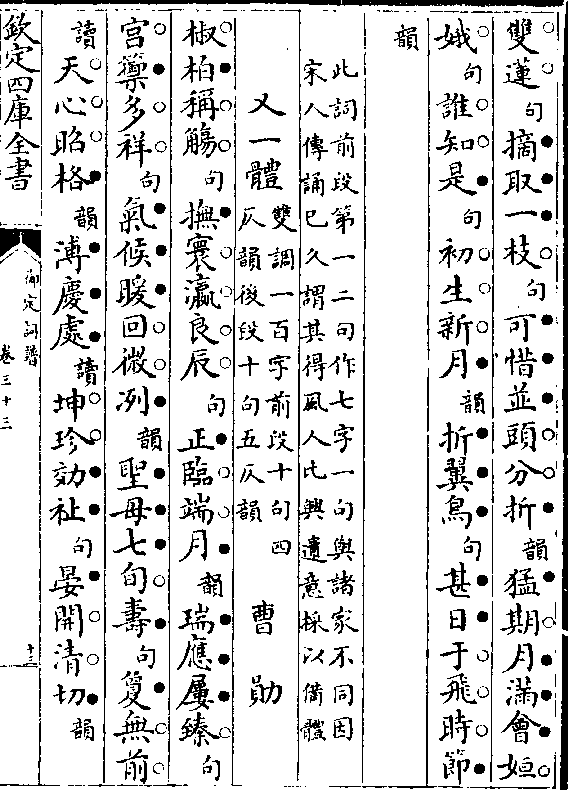 雙蓮句摘取一枝句可惜並頭分折韻猛期月滿會姮
娥句誰知是句初生新月韻折翼鳥句甚日于飛時節
韻
此詞前段第一二句作七字一句與諸家不同因
宋人傳誦已久謂其得風人比興遺意採以備體
又一體雙調一百字前段十句四
仄韻後段十句五仄韻 曹勛
椒柏稱觴句撫寰瀛良辰句正臨端月韻瑞應屢臻句
宮籞多祥句氣候暖回微冽韻聖母七旬壽句夐無前
讀天心昭格韻溥慶處讀坤珍效祉句晏開清切韻
欽定四庫全書
御定詞譜
卷三十三
十三